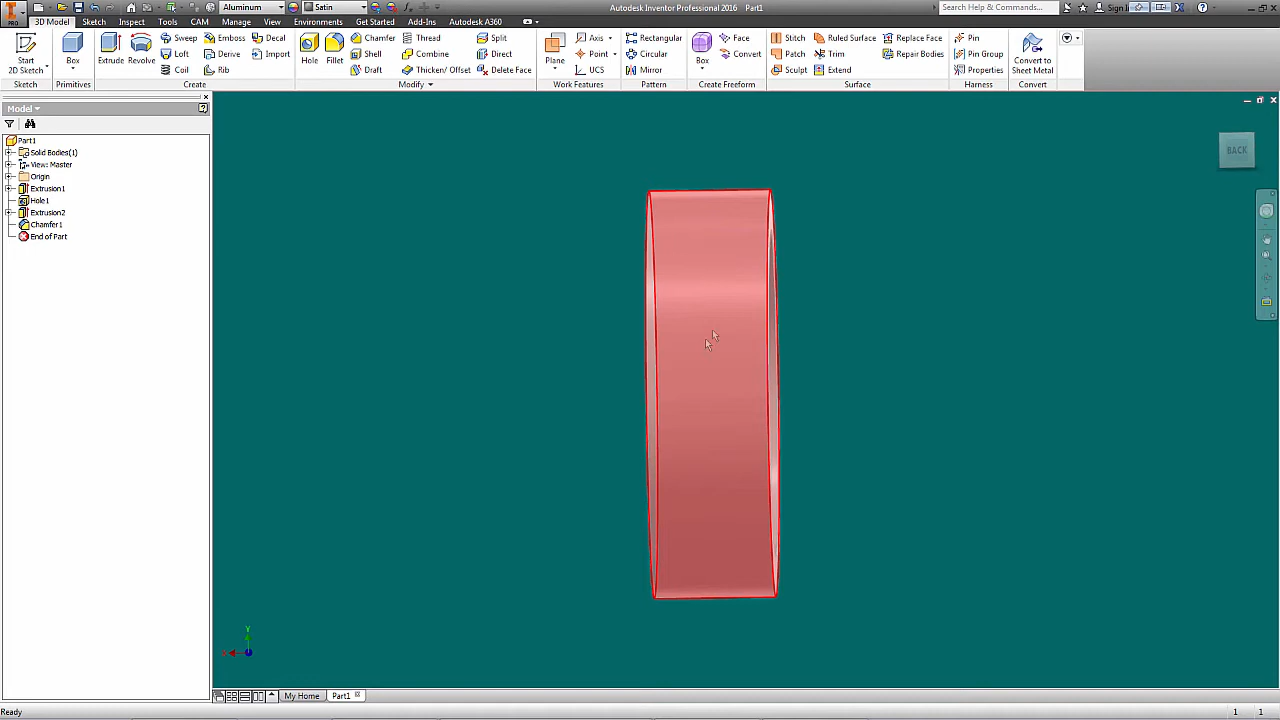 Aluminum Satin Autodesk Inventor Professional 2016 Part1 Search Help & Commands... Sign I
PRO 3D Model Sketch Inspect Tools CAM Manage View Environments Get Started Add-Ins Autodesk A360
Start 2D Sketch Box Extrude Revolve Sweep Emboss Decal Hole Fillet Chamfer Thread Split Plane Axis Rectangular Box Face Stitch Ruled Surface Replace Face Pin Convert to Sheet Metal
Loft Derive Import Shell Combine Direct Point Circular Convert Patch Trim Repair Bodies Pin Group
Coil Rib Draft Thicken/ Offset Delete Face UCS Mirror Sculpt Extend Properties
Sketch Primitives Create Modify Work Features Pattern Create Freeform Surface Harness Convert
Model
Part1
Solid Bodies(1)
View: Master
Origin
Extrusion1
Hole1
Extrusion2
Chamfer1
End of Part
BACK
Y
My Home Part1
Ready 1 1